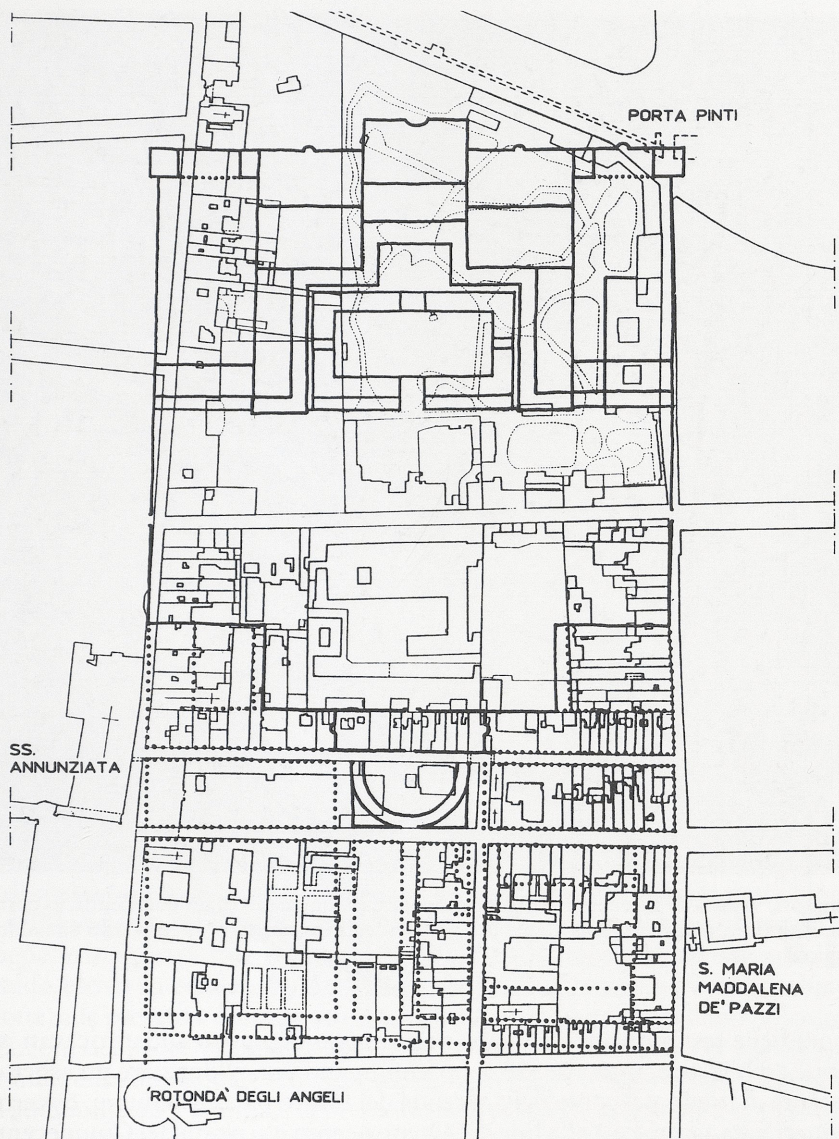 PORTA PINTI
SS.
ANNUNZIATA
S. MARIA
MADDALENA
DE' PAZZI
'ROTONDA' DEGLI ANGELI